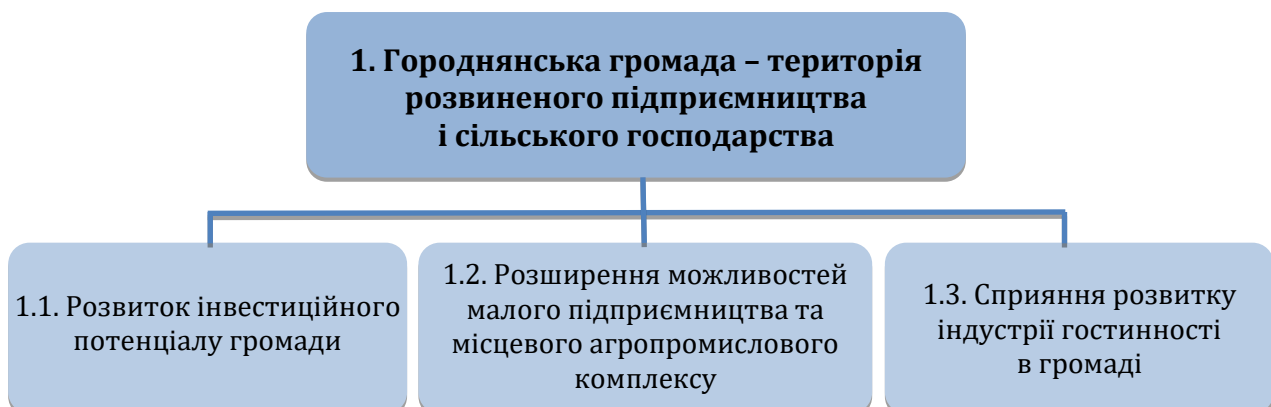 1. Городнянська громада – територія
розвиненого підприємництва
і сільського господарства
1.1. Розвиток інвестиційного
потенціалу громади
1.2. Розширення можливостей
малого підприємництва та
місцевого агропромислового
комплексу
1.3. Сприяння розвитку
індустрії гостинності
в громаді